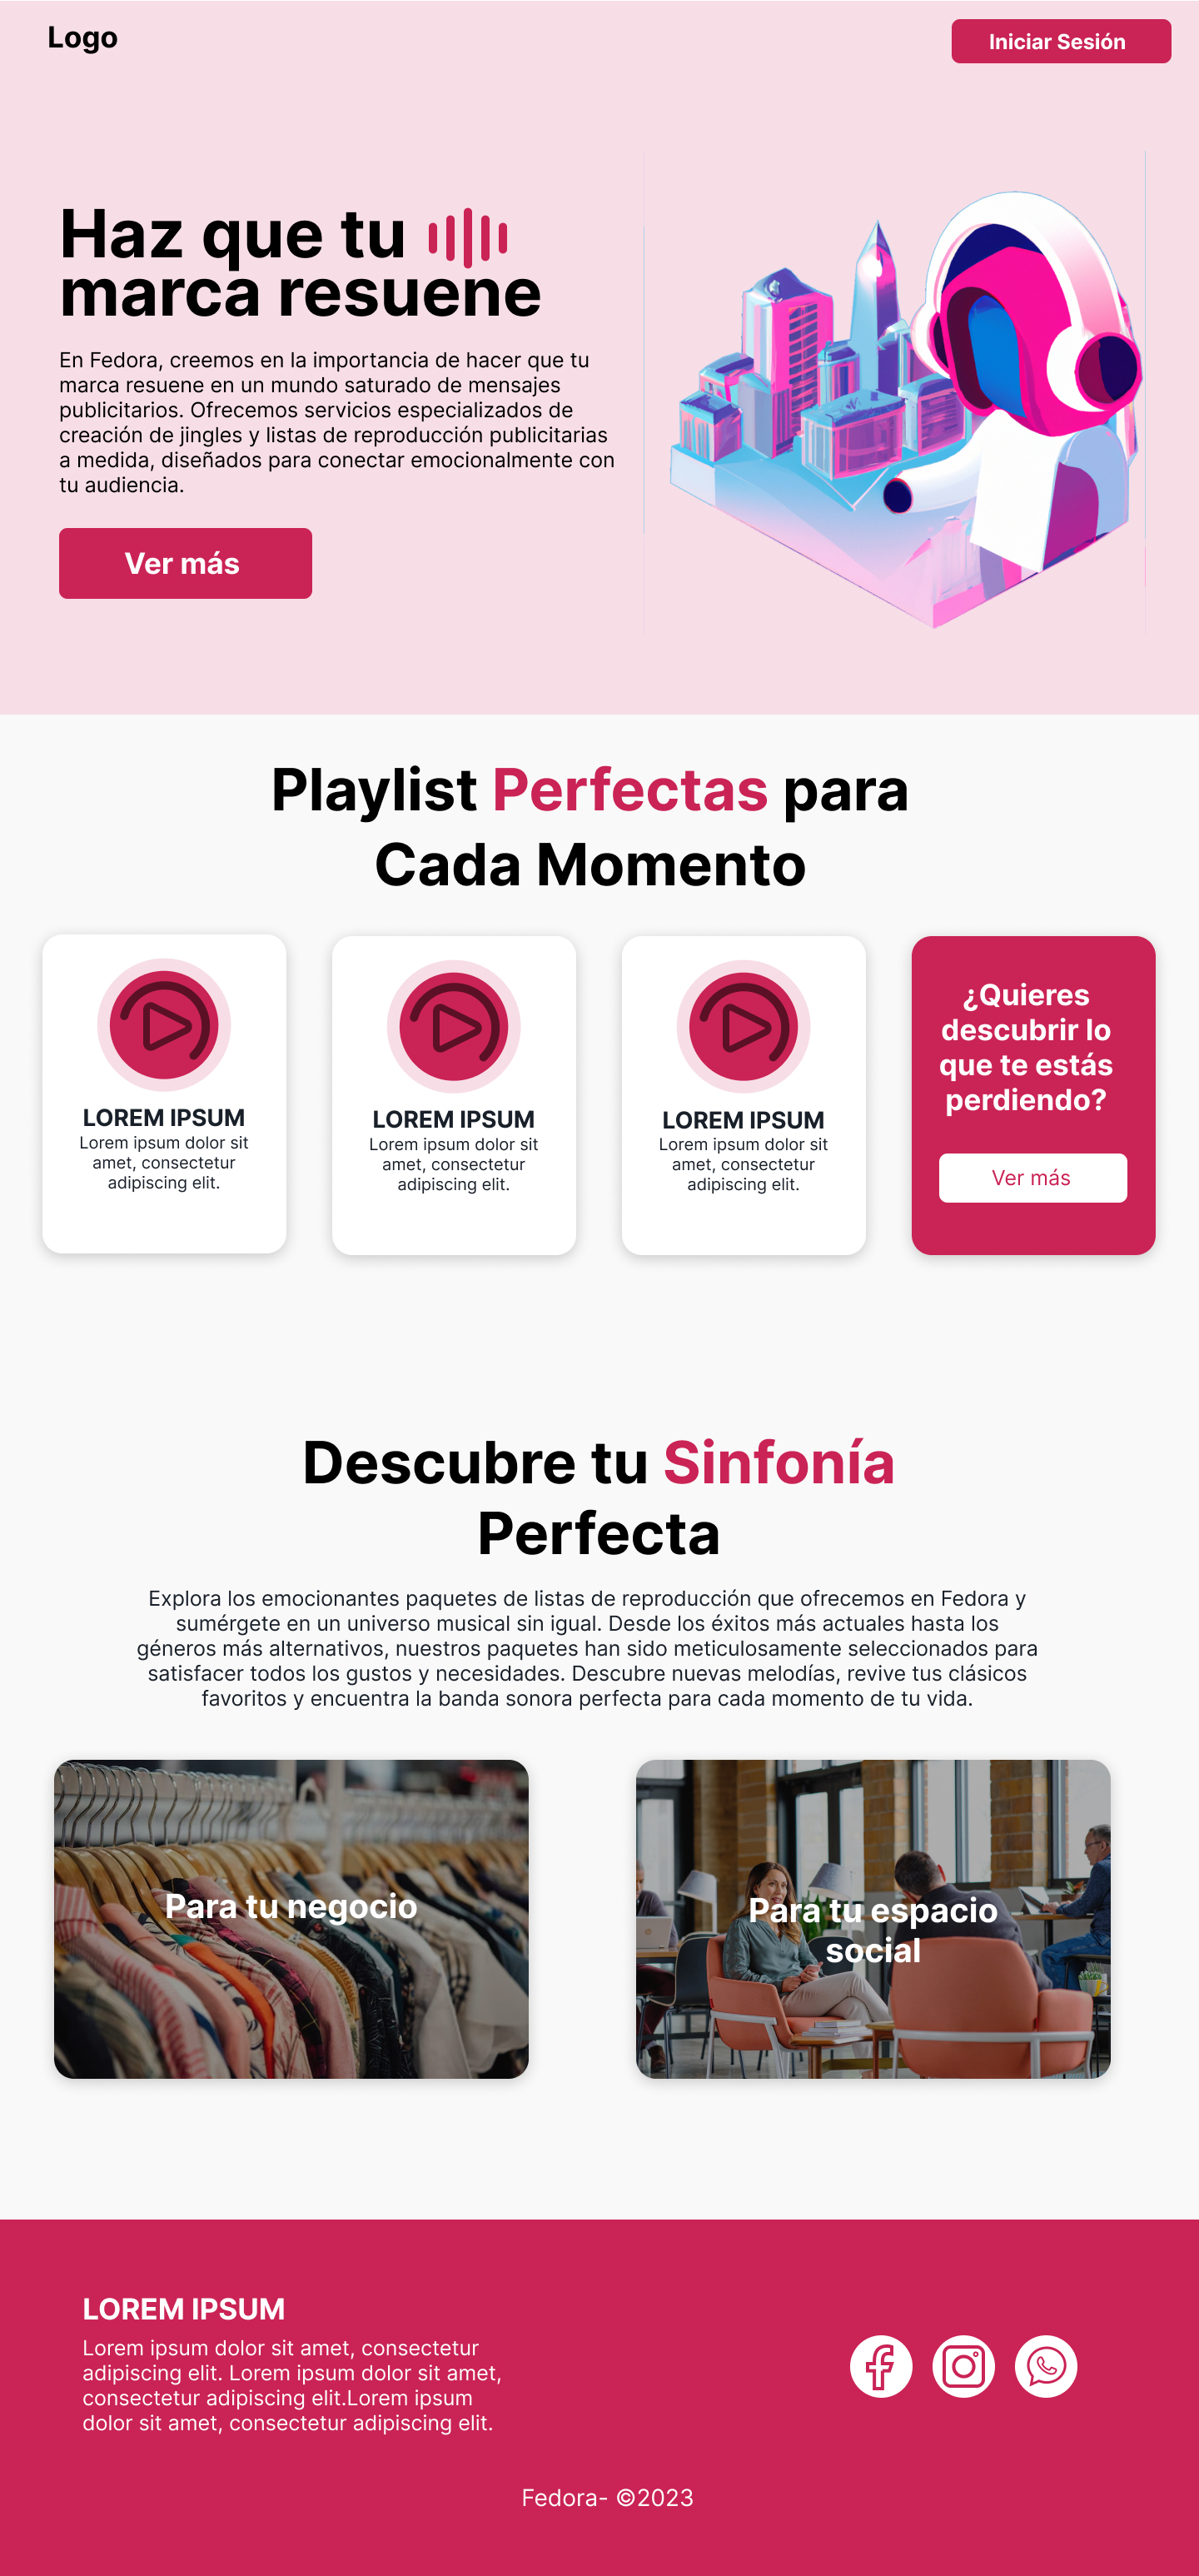 Logo
Iniciar Sesión
Haz que tu
marca resuene
En Fedora, creemos en la importancia de hacer que tu
marca resuene en un mundo saturado de mensajes
publicitarios. Ofrecemos servicios especializados de
creación de jingles y listas de reproducción publicitarias
a medida, diseñados para conectar emocionalmente con
tu audiencia.
Ver más
Playlist Perfectas para
Cada Momento
LOREM IPSUM
Lorem ipsum dolor sit
amet, consectetur
adipiscing elit.
LOREM IPSUM
Lorem ipsum dolor sit
amet, consectetur
adipiscing elit.
LOREM IPSUM
Lorem ipsum dolor sit
amet, consectetur
adipiscing elit.
¿Quieres
descubrir lo
que te estás
perdiendo?
Ver más
Descubre tu Sinfonía
Perfecta
Explora los emocionantes paquetes de listas de reproducción que ofrecemos en Fedora y
sumérgete en un universo musical sin igual. Desde los éxitos más actuales hasta los
géneros más alternativos, nuestros paquetes han sido meticulosamente seleccionados para
satisfacer todos los gustos y necesidades. Descubre nuevas melodías, revive tus clásicos
favoritos y encuentra la banda sonora perfecta para cada momento de tu vida.
Para tu negocio
Para tu espacio
social
LOREM IPSUM
Lorem ipsum dolor sit amet, consectetur
adipiscing elit. Lorem ipsum dolor sit amet,
consectetur adipiscing elit.Lorem ipsum
dolor sit amet, consectetur adipiscing elit.
Fedora- ©2023